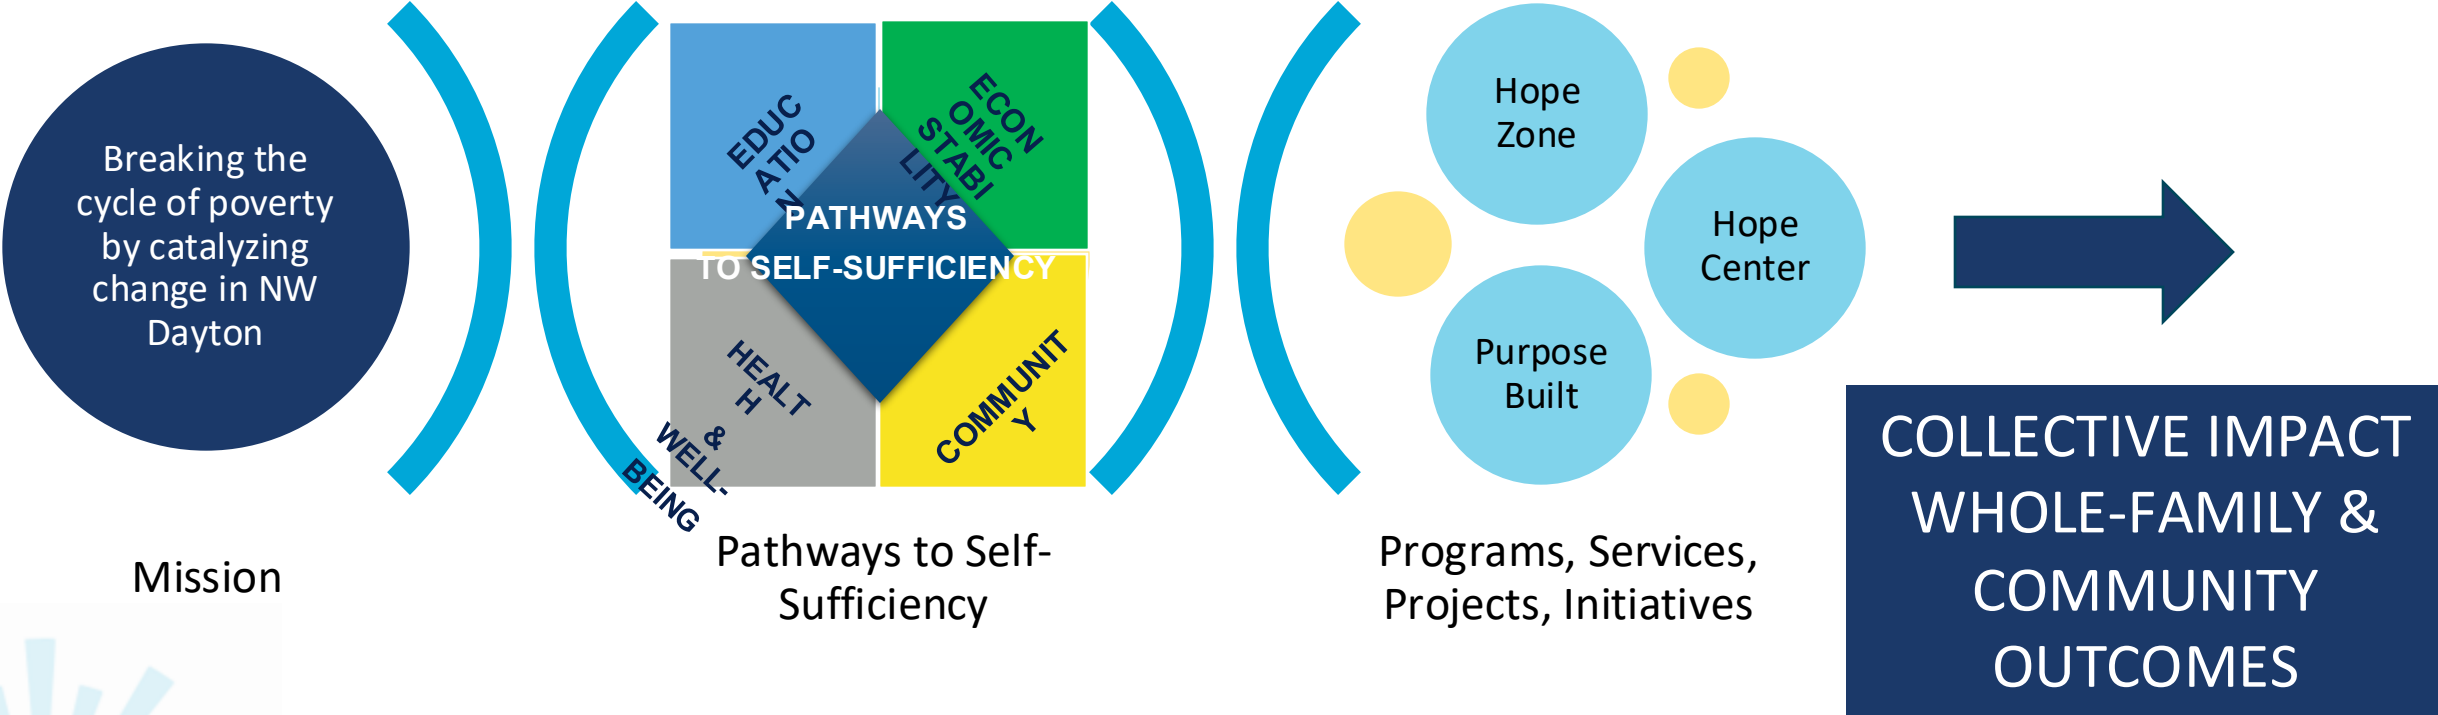 Breaking the
cycle of poverty
by catalyzing
change in NW
Dayton
Mission
EDUC
ATIO
N
ECON
OMIC
STABI
LITY
PATHWAYS
TO SELF-SUFFICIENCY
HEALT
H
&
WELL-
BEING
COMMUNIT
Y
Pathways to Self-
Sufficiency
Hope
Zone
Hope
Center
Purpose
Built
Programs, Services,
Projects, Initiatives
COLLECTIVE IMPACT
WHOLE-FAMILY &
COMMUNITY
OUTCOMES